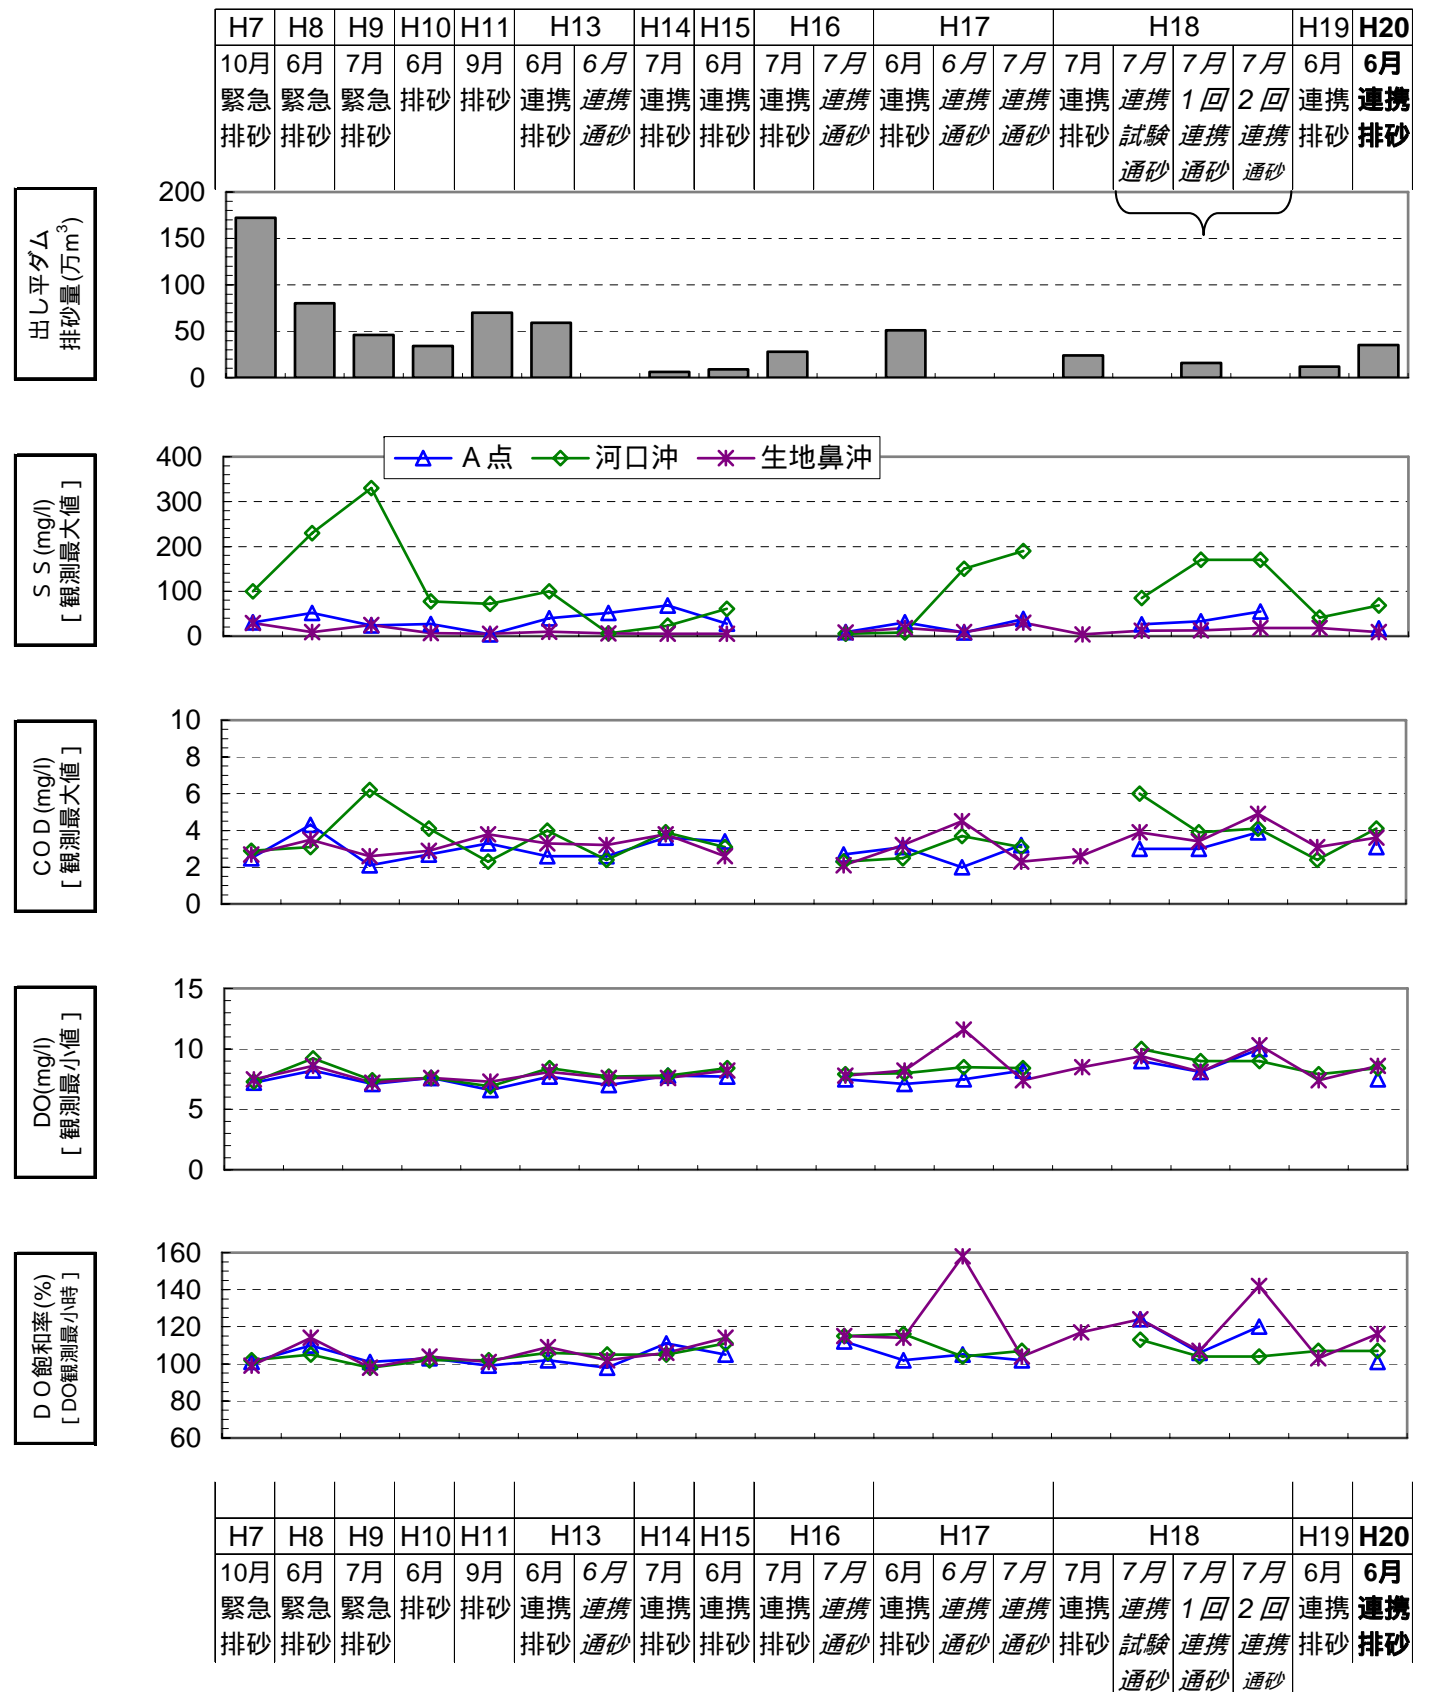 H7 H8 H9 H10 H11 H13 H14 H15 H16 H17 H18 H19 H20
10月 6月 7月 6月 9月 6月 6月 7月 6月 7月 7月 6月 6月 7月 7月 7月 7月 7月 6月 6月
緊急 緊急 緊急 排砂 排砂 連携 連携 連携 連携 連携 連携 連携 連携 連携 連携 連携 1回 2回 連携 連携
排砂 排砂 排砂 排砂 通砂 排砂 排砂 排砂 通砂 排砂 通砂 通砂 排砂 試験 連携 連携 排砂 排砂
通砂 通砂 通砂
出し平ダム
排砂量(万m³)
200
150
100
50
0
SS(mg/l)
[観測最大値]
A点 河口沖 生地鼻沖
400
300
200
100
0
COD(mg/l)
[観測最大値]
10
8
6
4
2
0
DO(mg/l)
[観測最小値]
15
10
5
0
DO飽和率(%)
[DO観測最小時]
160
140
120
100
80
60
H7 H8 H9 H10 H11 H13 H14 H15 H16 H17 H18 H19 H20
10月 6月 7月 6月 9月 6月 6月 7月 6月 7月 7月 6月 6月 7月 7月 7月 7月 7月 6月 6月
緊急 緊急 緊急 排砂 排砂 連携 連携 連携 連携 連携 連携 連携 連携 連携 連携 連携 1回 2回 連携 連携
排砂 排砂 排砂 排砂 通砂 排砂 排砂 排砂 通砂 排砂 通砂 通砂 排砂 試験 連携 連携 排砂 排砂
通砂 通砂 通砂